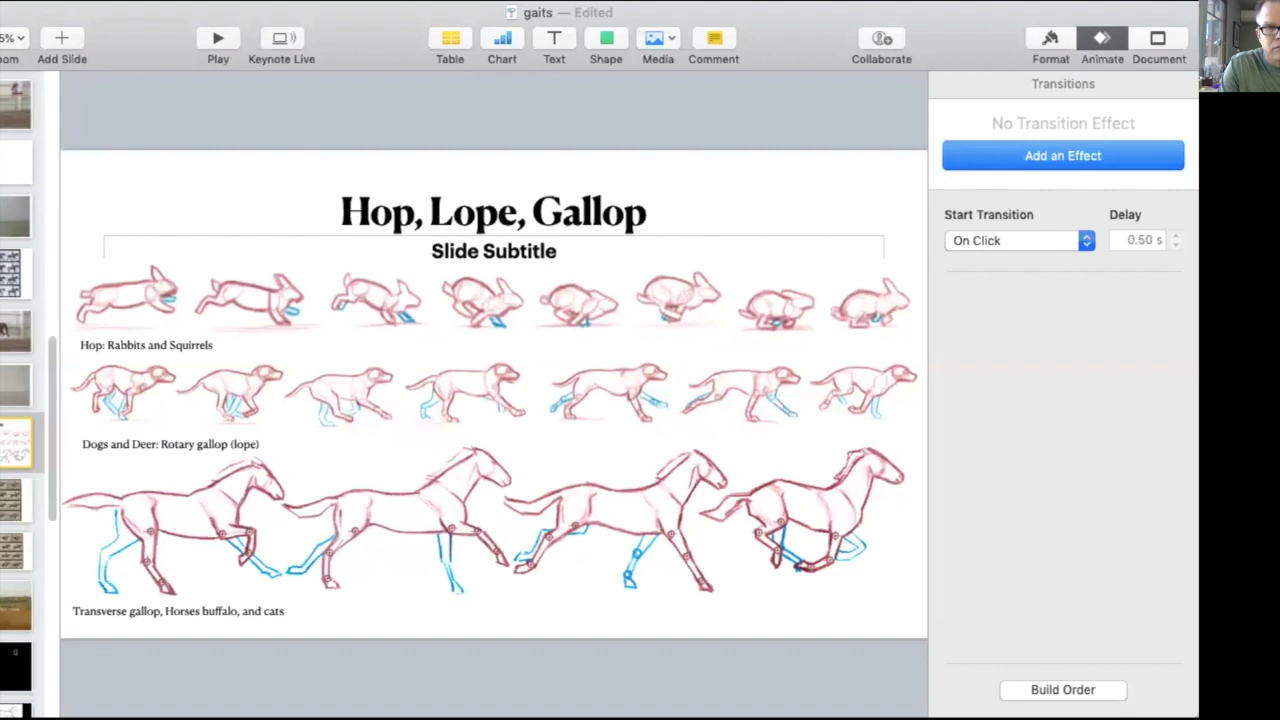 gaits — Edited
5%
oom
Add Slide
Play
Keynote Live
Table
Chart
Text
Shape
Media
Comment
Collaborate
Format
Animate
Document
Transitions
No Transition Effect
Add an Effect
Start Transition
Delay
On Click
0.50 s
Hop, Lope, Gallop
Slide Subtitle
Hop: Rabbits and Squirrels
Dogs and Deer: Rotary gallop (lope)
Transverse gallop, Horses buffalo, and cats
Build Order